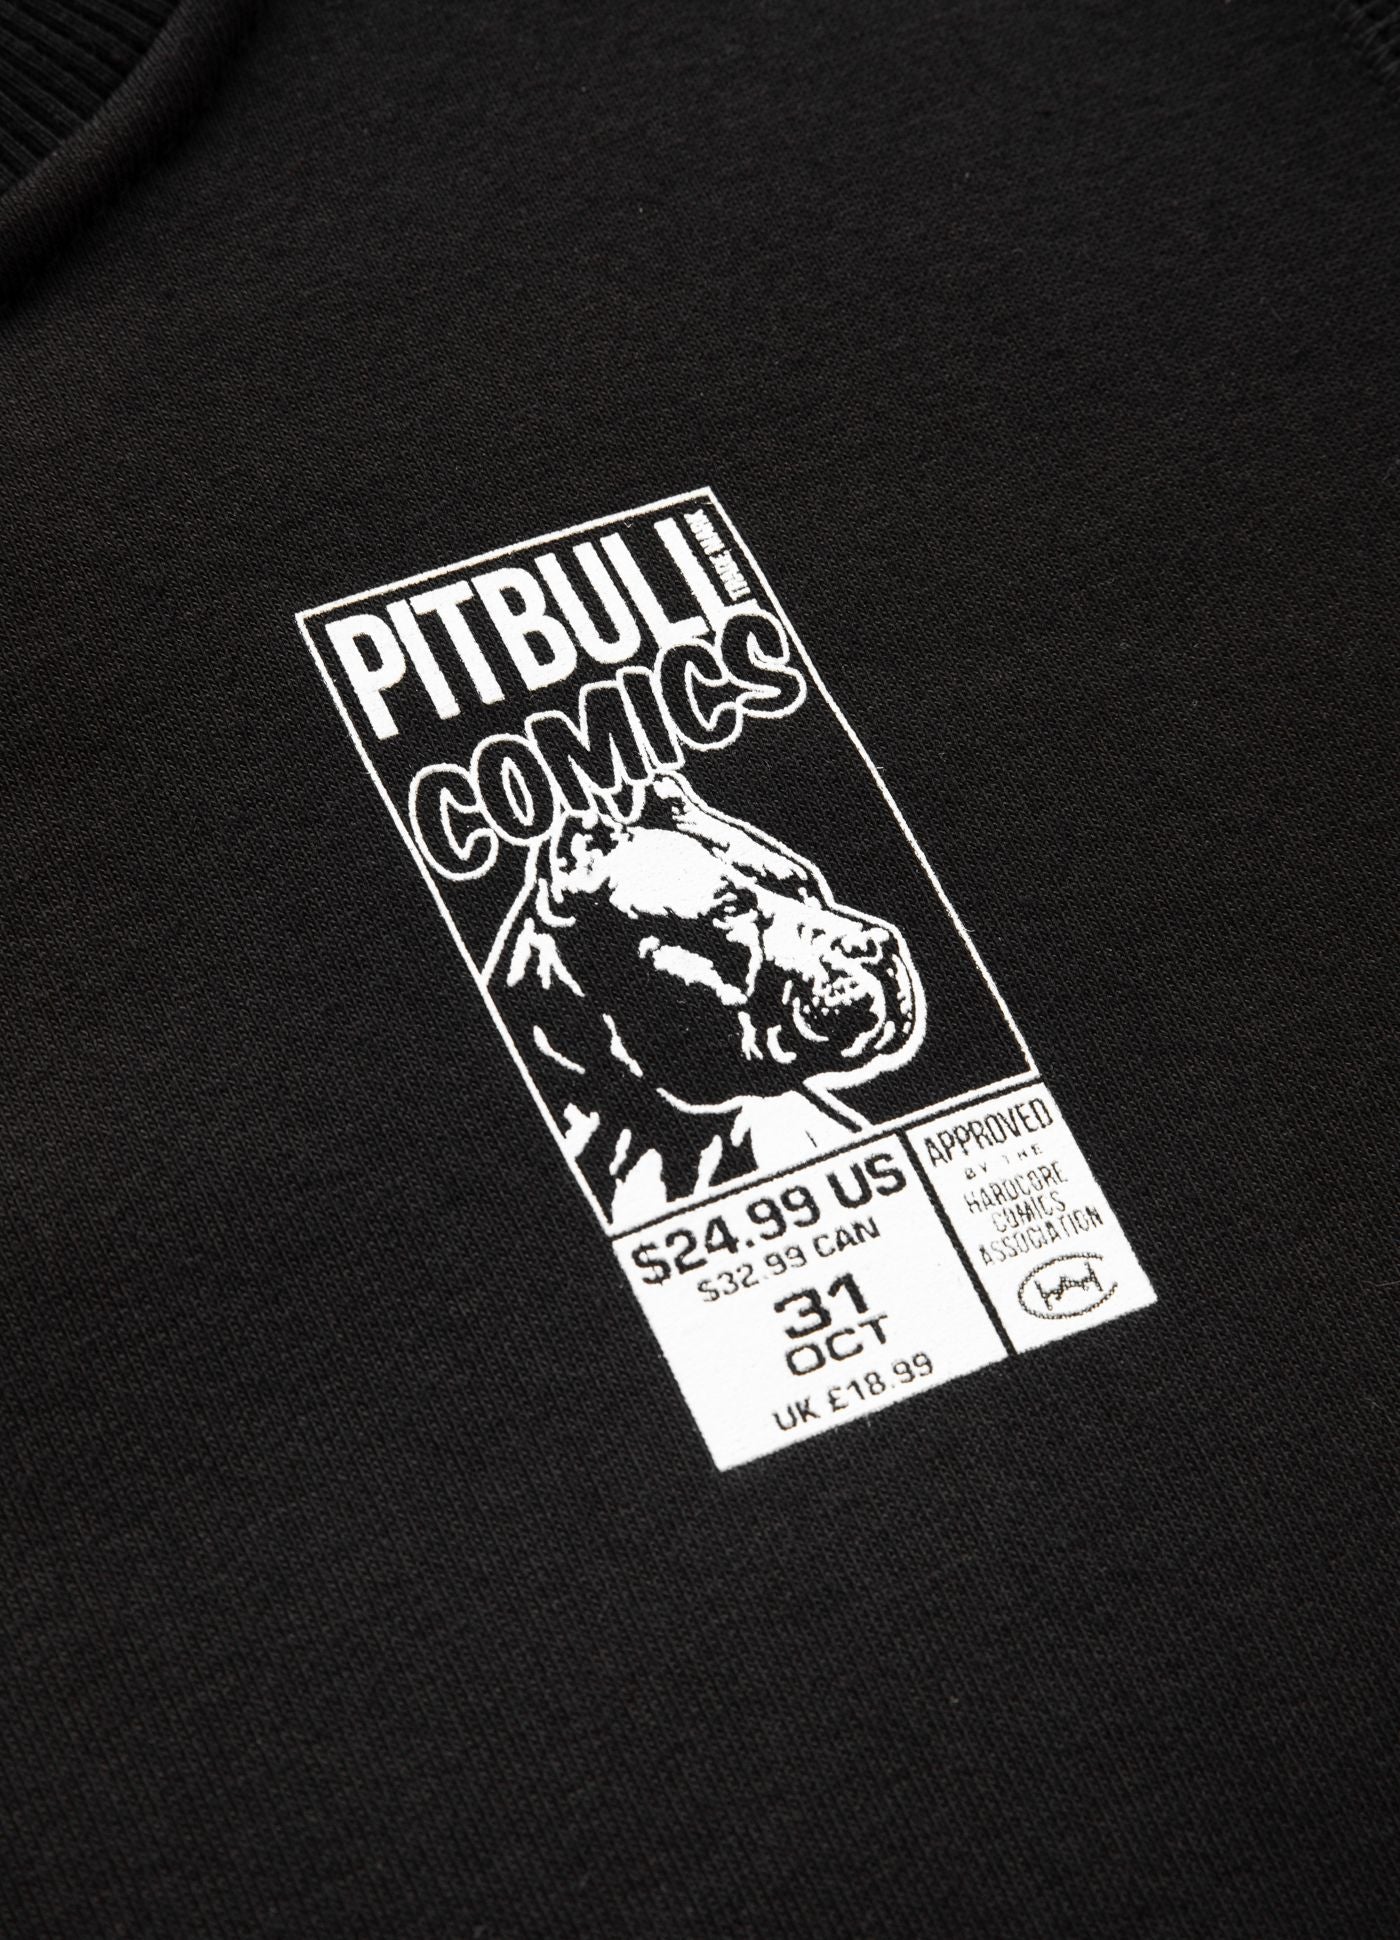 PITBULL
TRADE MARK
COMICS
$24.99 US
$32.99 CAN
31
OCT
UK £18.99
APPROVED
BY THE
HARDCORE
COMICS
ASSOCIATION